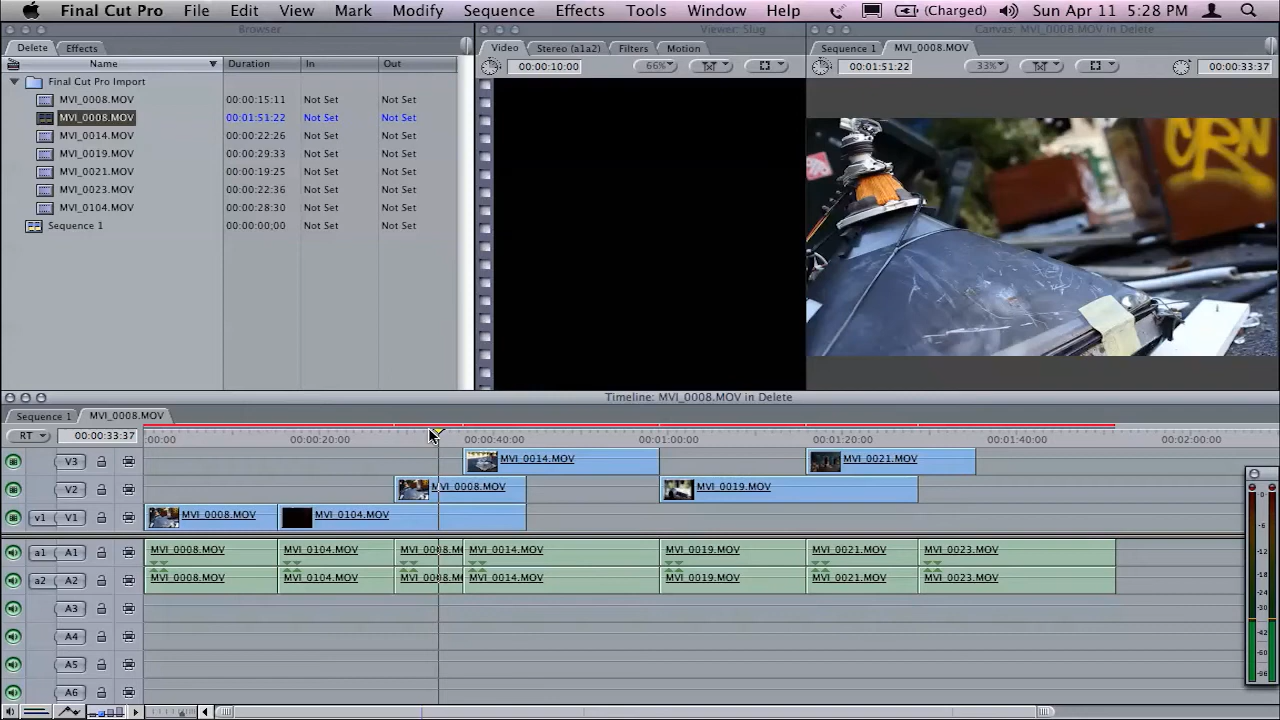 Final Cut Pro File Edit View Mark Modify Sequence Effects Tools Window Help (Charged) Sun Apr 11 5:28 PM
Browser
Viewer: Slug
Canvas: MVI_0008.MOV in Delete
Delete Effects
Video Stereo (a1a2) Filters Motion
Sequence 1 MVI_0008.MOV
Name Duration In Out
00:00:10:00 66%
00:01:51:22 33% 00:00:33:37
Final Cut Pro Import
MVI_0008.MOV 00:00:15:11 Not Set Not Set
MVI_0008.MOV 00:01:51:22 Not Set Not Set
MVI_0014.MOV 00:00:22:26 Not Set Not Set
MVI_0019.MOV 00:00:29:33 Not Set Not Set
MVI_0021.MOV 00:00:19:25 Not Set Not Set
MVI_0023.MOV 00:00:22:36 Not Set Not Set
MVI_0104.MOV 00:00:28:30 Not Set Not Set
Sequence 1 00:00:00;00 Not Set Not Set
Timeline: MVI_0008.MOV in Delete
Sequence 1 MVI_0008.MOV
RT 00:00:33:37 :00:00 00:00:20:00 00:00:40:00 00:01:00:00 00:01:20:00 00:01:40:00 00:02:00:00
V3 MVI_0014.MOV MVI_0021.MOV
V2 MVI_0008.MOV MVI_0019.MOV
v1 V1 MVI_0008.MOV MVI_0104.MOV
a1 A1 MVI_0008.MOV MVI_0104.MOV MVI_0008.M MVI_0014.MOV MVI_0019.MOV MVI_0021.MOV MVI_0023.MOV
a2 A2 MVI_0008.MOV MVI_0104.MOV MVI_0008.M MVI_0014.MOV MVI_0019.MOV MVI_0021.MOV MVI_0023.MOV
A3
A4
A5
A6
0
-6
-12
-18
-24
-30
-42
-60
-96